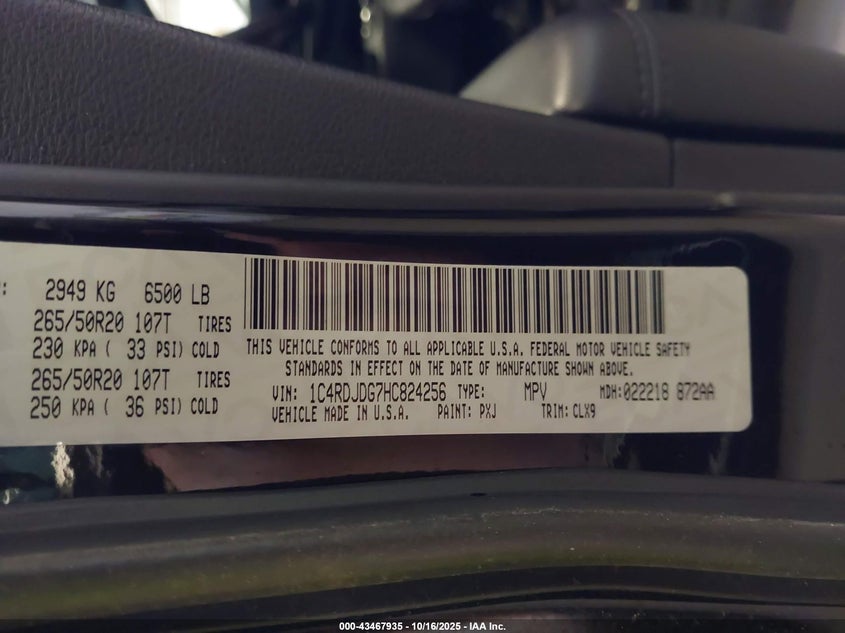 : 2949 KG 6500 LB
265/50R20 107T TIRES
230 KPA ( 33 PSI) COLD
265/50R20 107T TIRES
250 KPA ( 36 PSI) COLD
THIS VEHICLE CONFORMS TO ALL APPLICABLE U.S.A. FEDERAL MOTOR VEHICLE SAFETY
STANDARDS IN EFFECT ON THE DATE OF MANUFACTURE SHOWN ABOVE.
VIN: 1C4RDJDG7HC824256 TYPE: MPV MDH:022218 872AA
VEHICLE MADE IN U.S.A. PAINT: PXJ TRIM: CLX9
000-43467935 - 10/16/2025 - IAA Inc.